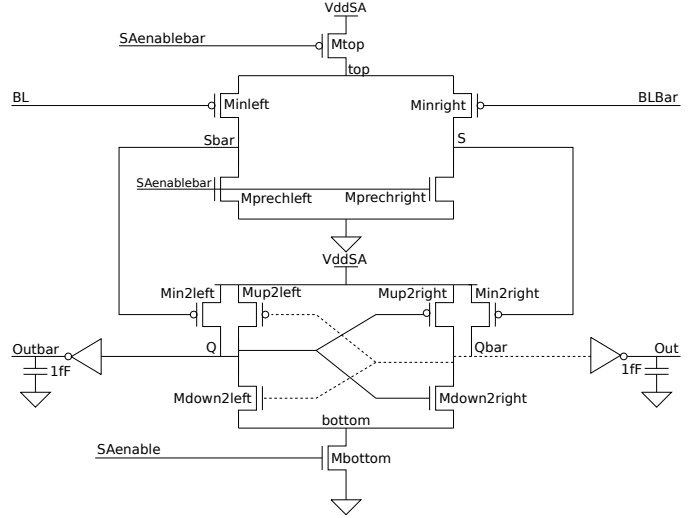 VddSA
SAenablebar
Mtop
top
BL
Minleft
Minright
BLBar
Sbar
S
SAenablebar
Mprechleft
Mprechright
VddSA
Min2left
Mup2left
Mup2right
Min2right
Outbar
Q
Qbar
Out
1fF
1fF
Mdown2left
Mdown2right
bottom
SAenable
Mbottom